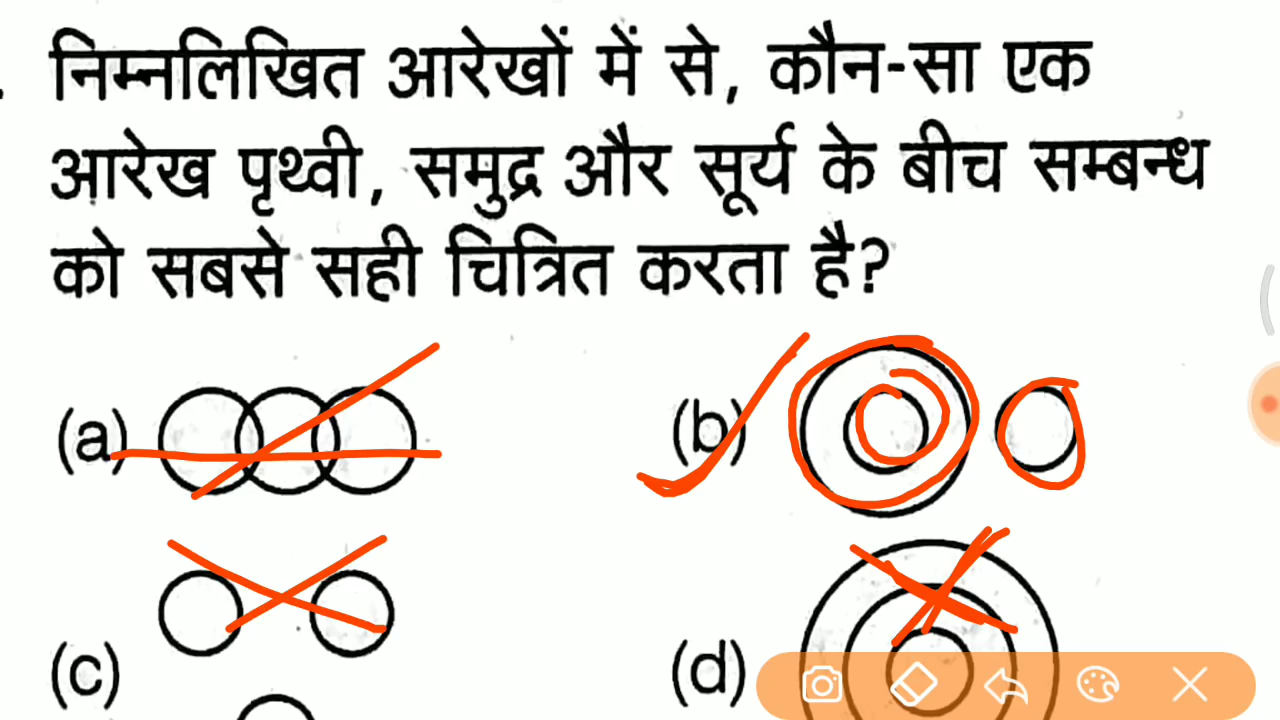 . निम्नलिखित आरेखों में से, कौन-सा एक
आरेख पृथ्वी, समुद्र और सूर्य के बीच सम्बन्ध
को सबसे सही चित्रित करता है?
(a)
(b)
(c)
(d)